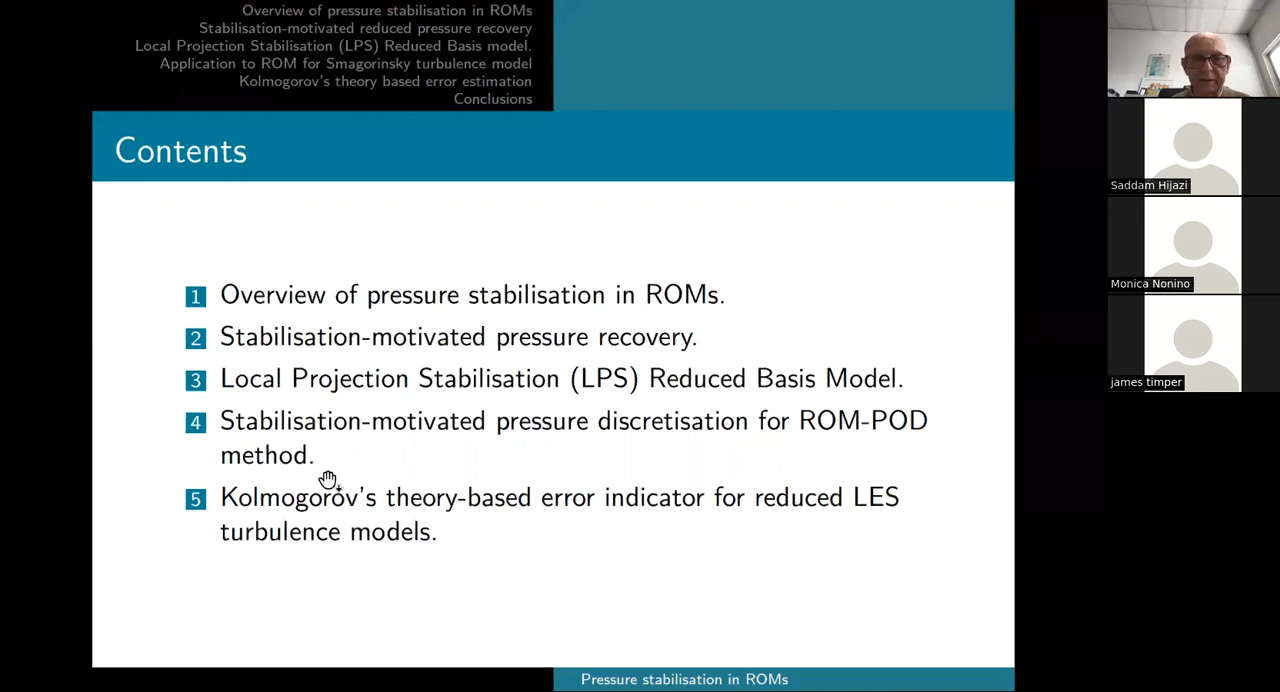 Overview of pressure stabilisation in ROMs
Stabilisation-motivated reduced pressure recovery
Local Projection Stabilisation (LPS) Reduced Basis model.
Application to ROM for Smagorinsky turbulence model
Kolmogorov's theory based error estimation
Conclusions
Contents
1 Overview of pressure stabilisation in ROMs.
2 Stabilisation-motivated pressure recovery.
3 Local Projection Stabilisation (LPS) Reduced Basis Model.
4 Stabilisation-motivated pressure discretisation for ROM-POD
method.
5 Kolmogorov's theory-based error indicator for reduced LES
turbulence models.
Pressure stabilisation in ROMs
Saddam Hijazi
Monica Nonino
james timper